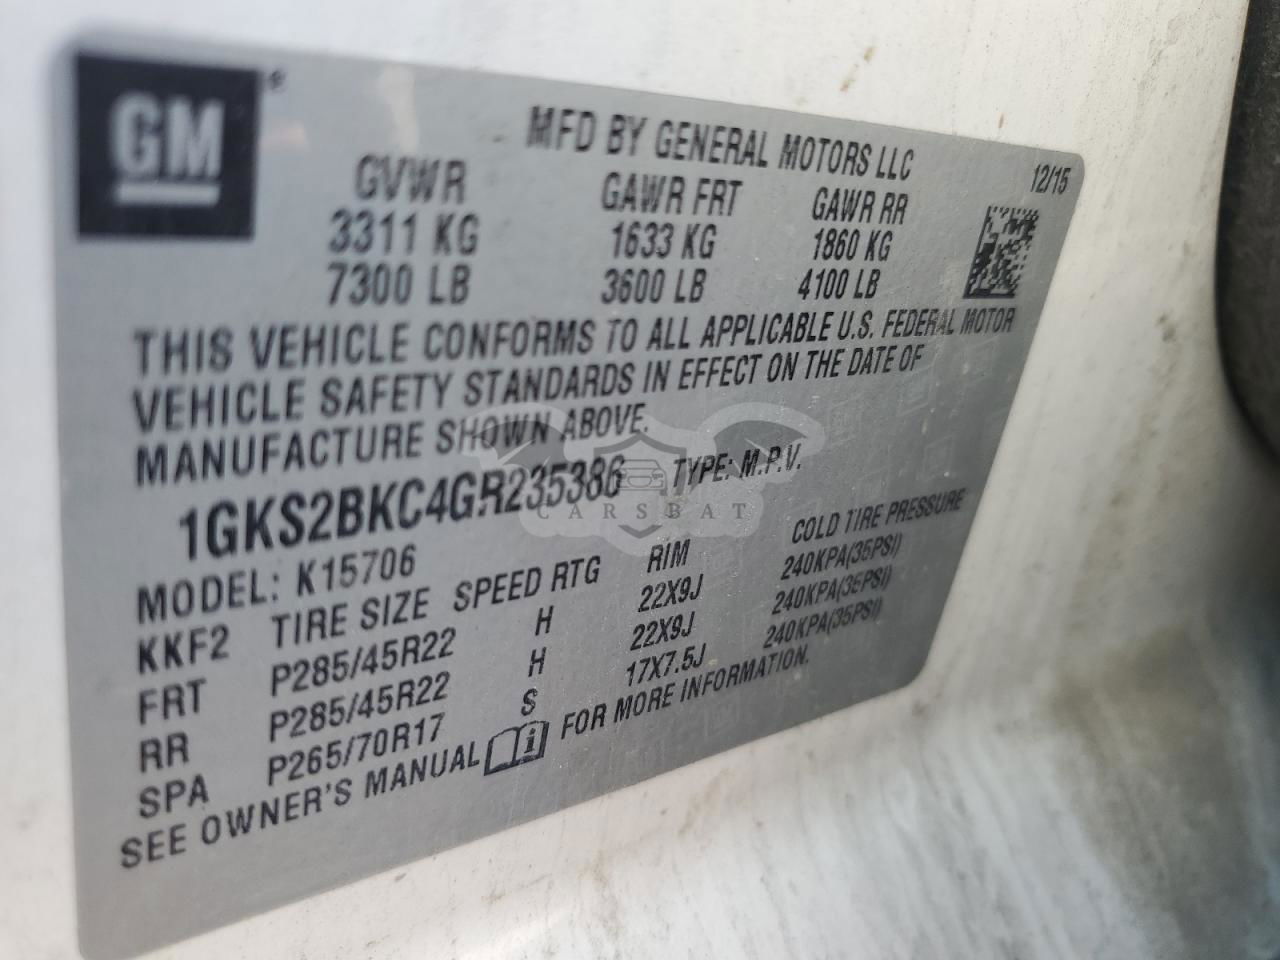 GM®
MFD BY GENERAL MOTORS LLC
12/15
GVWR GAWR FRT GAWR RR
3311 KG 1633 KG 1860 KG
7300 LB 3600 LB 4100 LB
THIS VEHICLE CONFORMS TO ALL APPLICABLE U.S. FEDERAL MOTOR
VEHICLE SAFETY STANDARDS IN EFFECT ON THE DATE OF
MANUFACTURE SHOWN ABOVE.
1GKS2BKC4GR235386 TYPE: M.P.V.
CARSBAT
MODEL: K15706
KKF2 TIRE SIZE SPEED RTG RIM COLD TIRE PRESSURE
FRT P285/45R22 H 22X9J 240KPA(35PSI)
RR P285/45R22 H 22X9J 240KPA(35PSI)
SPA P265/70R17 S 17X7.5J 240KPA(35PSI)
SEE OWNER'S MANUAL FOR MORE INFORMATION.